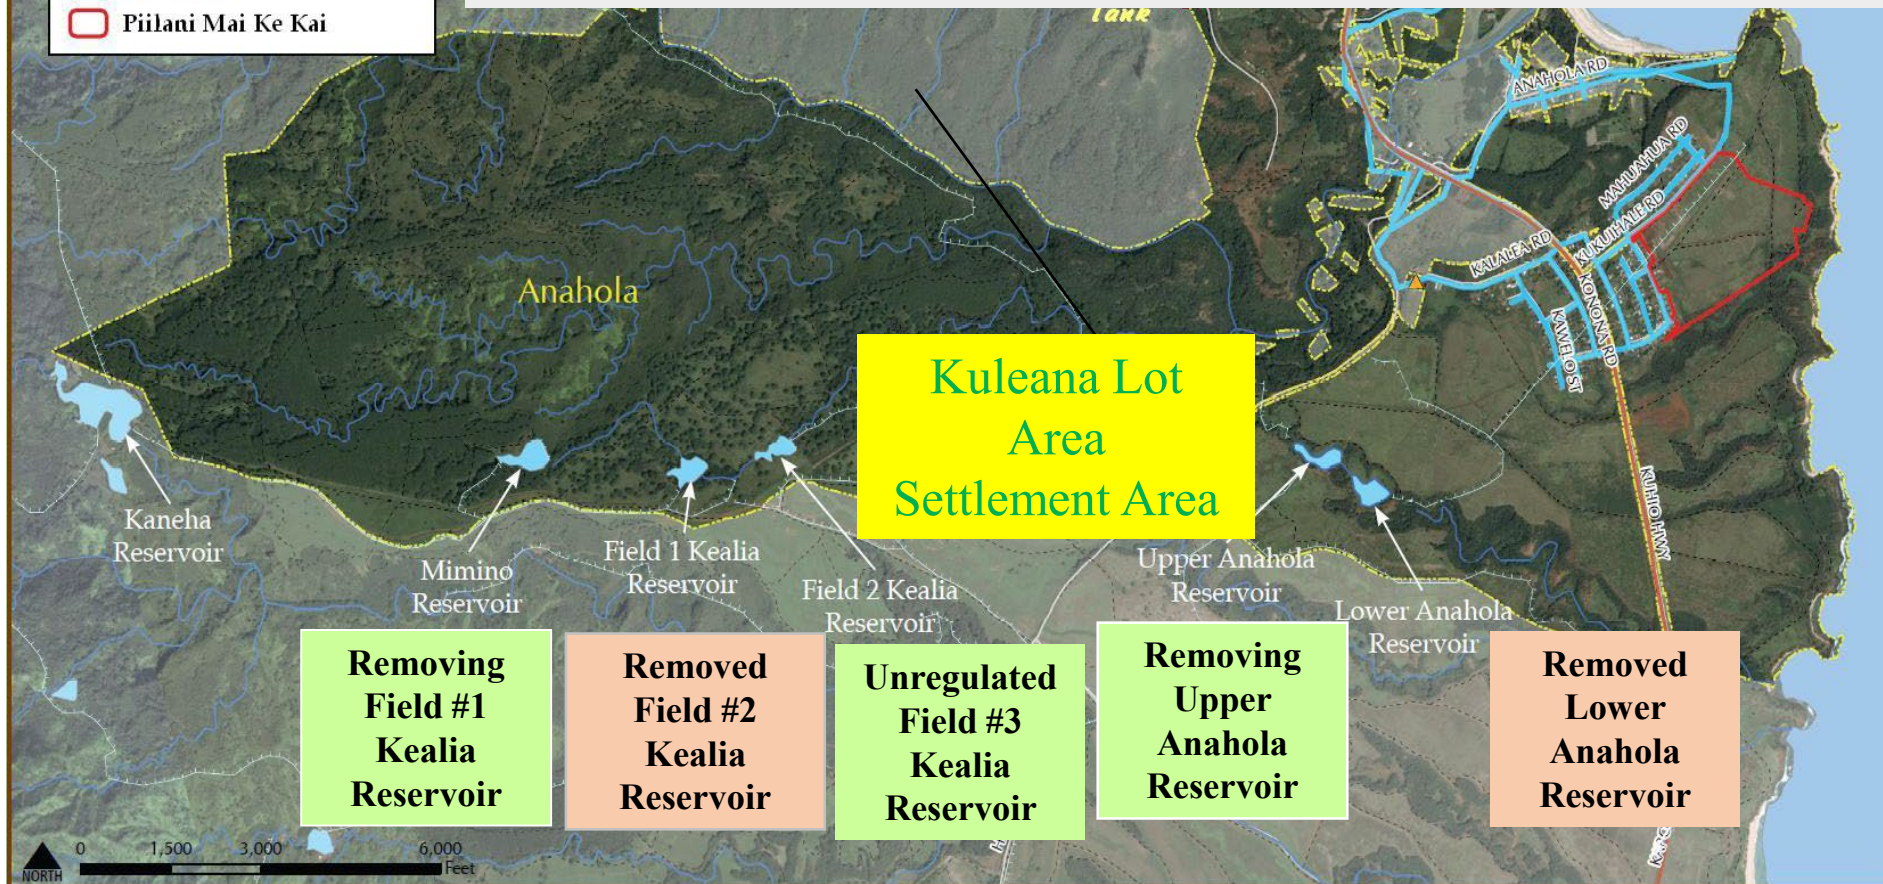 Piilani Mai Ke Kai
Tank
ANAHOLA RD
MAHUAHUA RD
KUKUIHALE RD
KALALEA RD
KONONA RD
KAWELO ST
KUHIO HWY
Anahola
Kuleana Lot
Area
Settlement Area
Kaneha
Reservoir
Mimino
Reservoir
Field 1 Kealia
Reservoir
Field 2 Kealia
Reservoir
Upper Anahola
Reservoir
Lower Anahola
Reservoir
Removing
Field #1
Kealia
Reservoir
Removed
Field #2
Kealia
Reservoir
Unregulated
Field #3
Kealia
Reservoir
Removing
Upper
Anahola
Reservoir
Removed
Lower
Anahola
Reservoir
0 1,500 3,000 6,000
Feet
NORTH